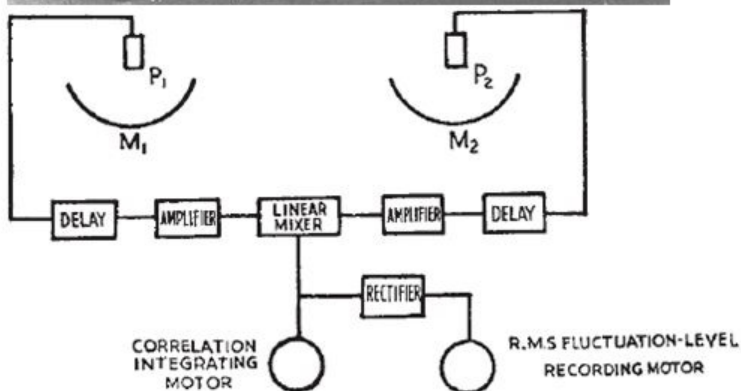 P₁
P₂
M₁
M₂
DELAY
AMPLIFIER
LINEAR
MIXER
AMPLIFIER
DELAY
RECTIFIER
CORRELATION
INTEGRATING
MOTOR
R.M.S FLUCTUATION-LEVEL
RECORDING MOTOR